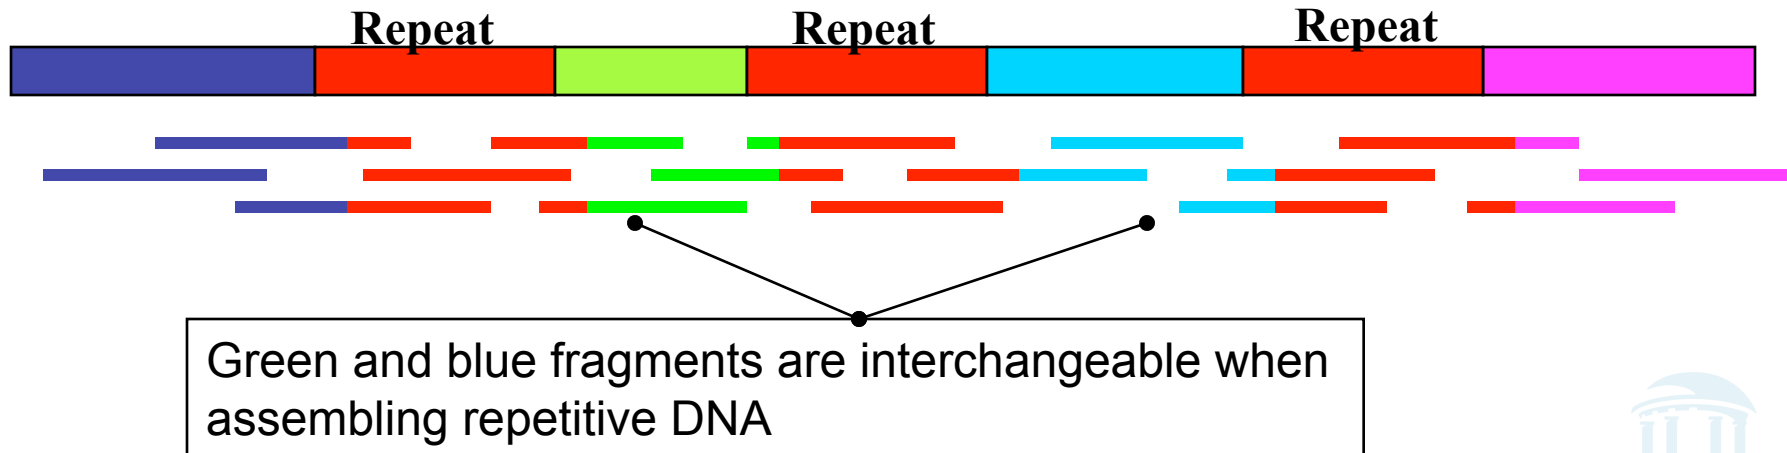 Repeat Repeat Repeat
Green and blue fragments are interchangeable when
assembling repetitive DNA